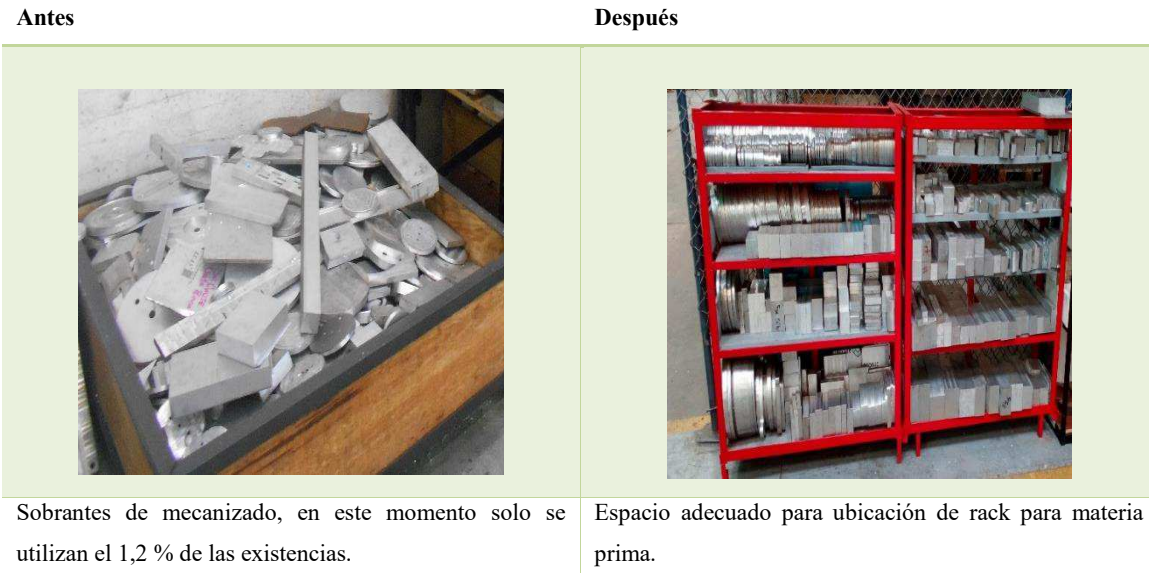 Antes
Después
Sobrantes de mecanizado, en este momento solo se
utilizan el 1,2 % de las existencias.
Espacio adecuado para ubicación de rack para materia
prima.